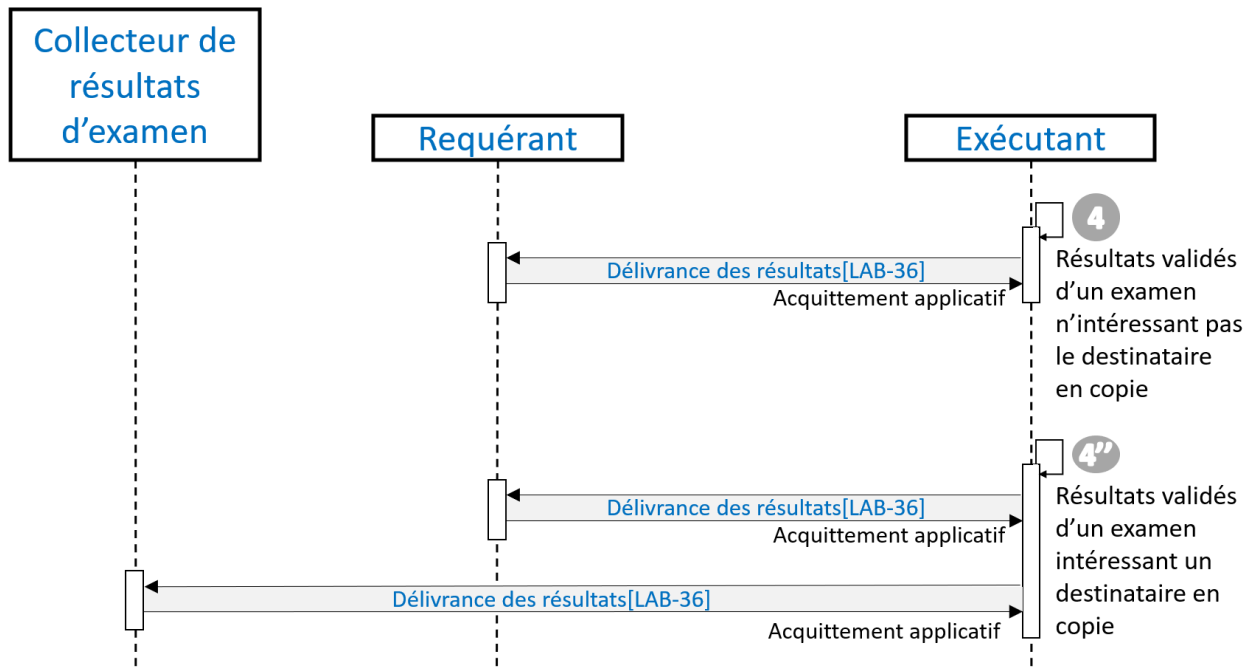 Collecteur de
résultats
d’examen
Requérant
Exécutant
4
Délivrance des résultats[LAB-36]
Acquittement applicatif
Résultats validés
d’un examen
n’intéressant pas
le destinataire
en copie
4’’
Délivrance des résultats[LAB-36]
Acquittement applicatif
Résultats validés
d’un examen
intéressant un
destinataire en
copie
Délivrance des résultats[LAB-36]
Acquittement applicatif